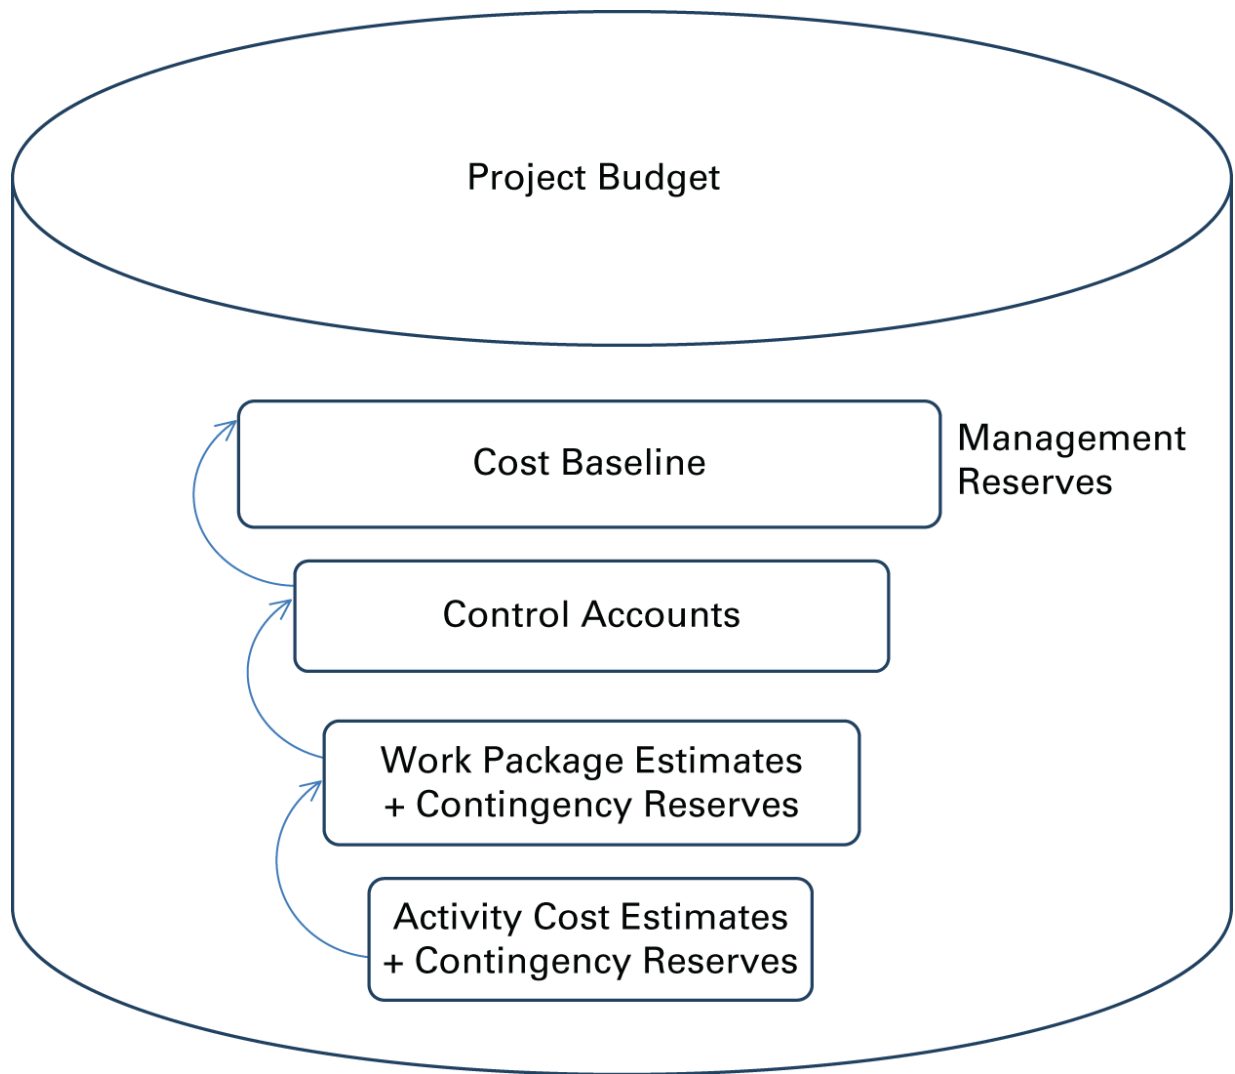 Project Budget
Cost Baseline
Management
Reserves
Control Accounts
Work Package Estimates
+ Contingency Reserves
Activity Cost Estimates
+ Contingency Reserves